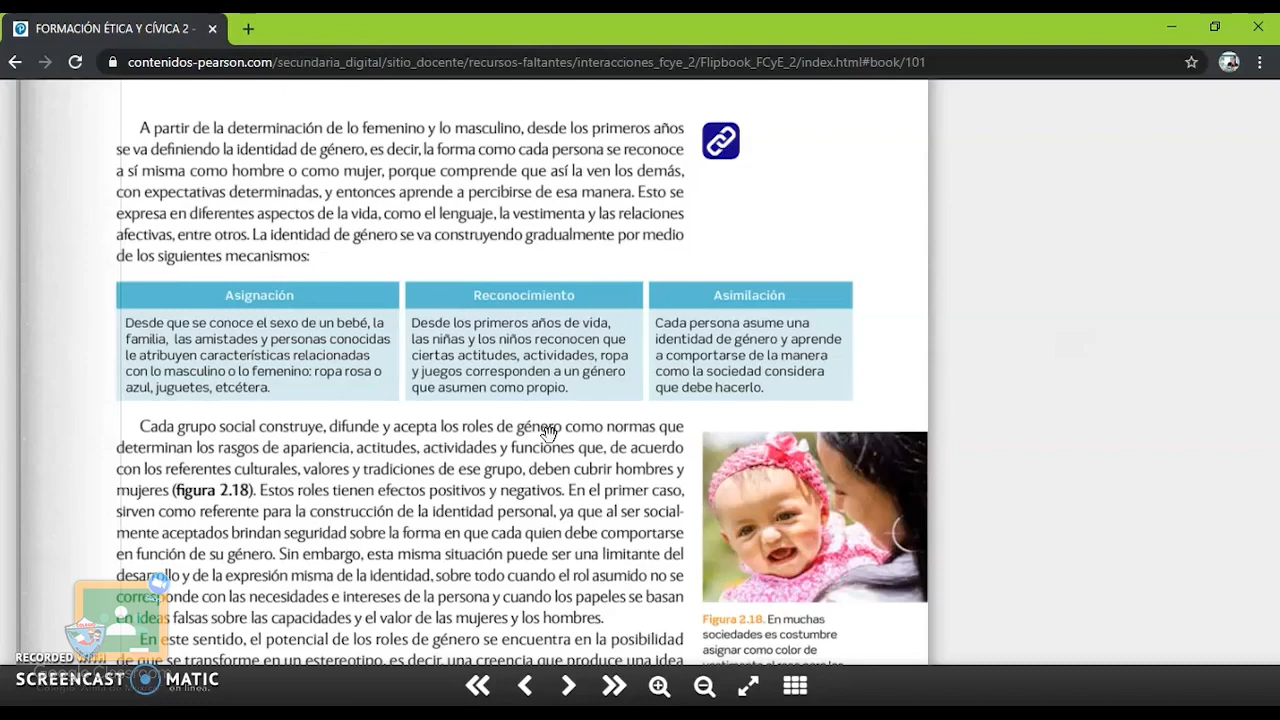 FORMACIÓN ÉTICA Y CÍVICA 2 -
contenidos-pearson.com/secundaria_digital/sitio_docente/recursos-faltantes/interacciones_fcye_2/Flipbook_FCyE_2/index.html#book/101
A partir de la determinación de lo femenino y lo masculino, desde los primeros años
se va definiendo la identidad de género, es decir, la forma como cada persona se reconoce
a sí misma como hombre o como mujer, porque comprende que así la ven los demás,
con expectativas determinadas, y entonces aprende a percibirse de esa manera. Esto se
expresa en diferentes aspectos de la vida, como el lenguaje, la vestimenta y las relaciones
afectivas, entre otros. La identidad de género se va construyendo gradualmente por medio
de los siguientes mecanismos:
Asignación
Desde que se conoce el sexo de un bebé, la
familia, las amistades y personas conocidas
le atribuyen características relacionadas
con lo masculino o lo femenino: ropa rosa o
azul, juguetes, etcétera.
Reconocimiento
Desde los primeros años de vida,
las niñas y los niños reconocen que
ciertas actitudes, actividades, ropa
y juegos corresponden a un género
que asumen como propio.
Asimilación
Cada persona asume una
identidad de género y aprende
a comportarse de la manera
como la sociedad considera
que debe hacerlo.
Cada grupo social construye, difunde y acepta los roles de género como normas que
determinan los rasgos de apariencia, actitudes, actividades y funciones que, de acuerdo
con los referentes culturales, valores y tradiciones de ese grupo, deben cubrir hombres y
mujeres (figura 2.18). Estos roles tienen efectos positivos y negativos. En el primer caso,
sirven como referente para la construcción de la identidad personal, ya que al ser social-
mente aceptados brindan seguridad sobre la forma en que cada quien debe comportarse
en función de su género. Sin embargo, esta misma situación puede ser una limitante del
desarrollo y de la expresión misma de la identidad, sobre todo cuando el rol asumido no se
corresponde con las necesidades e intereses de la persona y cuando los papeles se basan
en ideas falsas sobre las capacidades y el valor de las mujeres y los hombres.
En este sentido, el potencial de los roles de género se encuentra en la posibilidad
de que se transforme en un estereotipo, es decir, una creencia que produce una idea
Figura 2.18. En muchas
sociedades es costumbre
asignar como color de
RECORDED WITH
SCREENCAST MATIC
en línea.